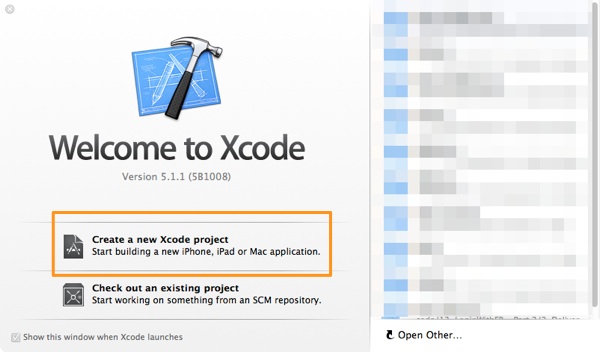 Welcome to Xcode
Version 5.1.1 (5B1008)
Create a new Xcode project
Start building a new iPhone, iPad or Mac application.
Check out an existing project
Start working on something from an SCM repository.
Show this window when Xcode launches
Open Other...